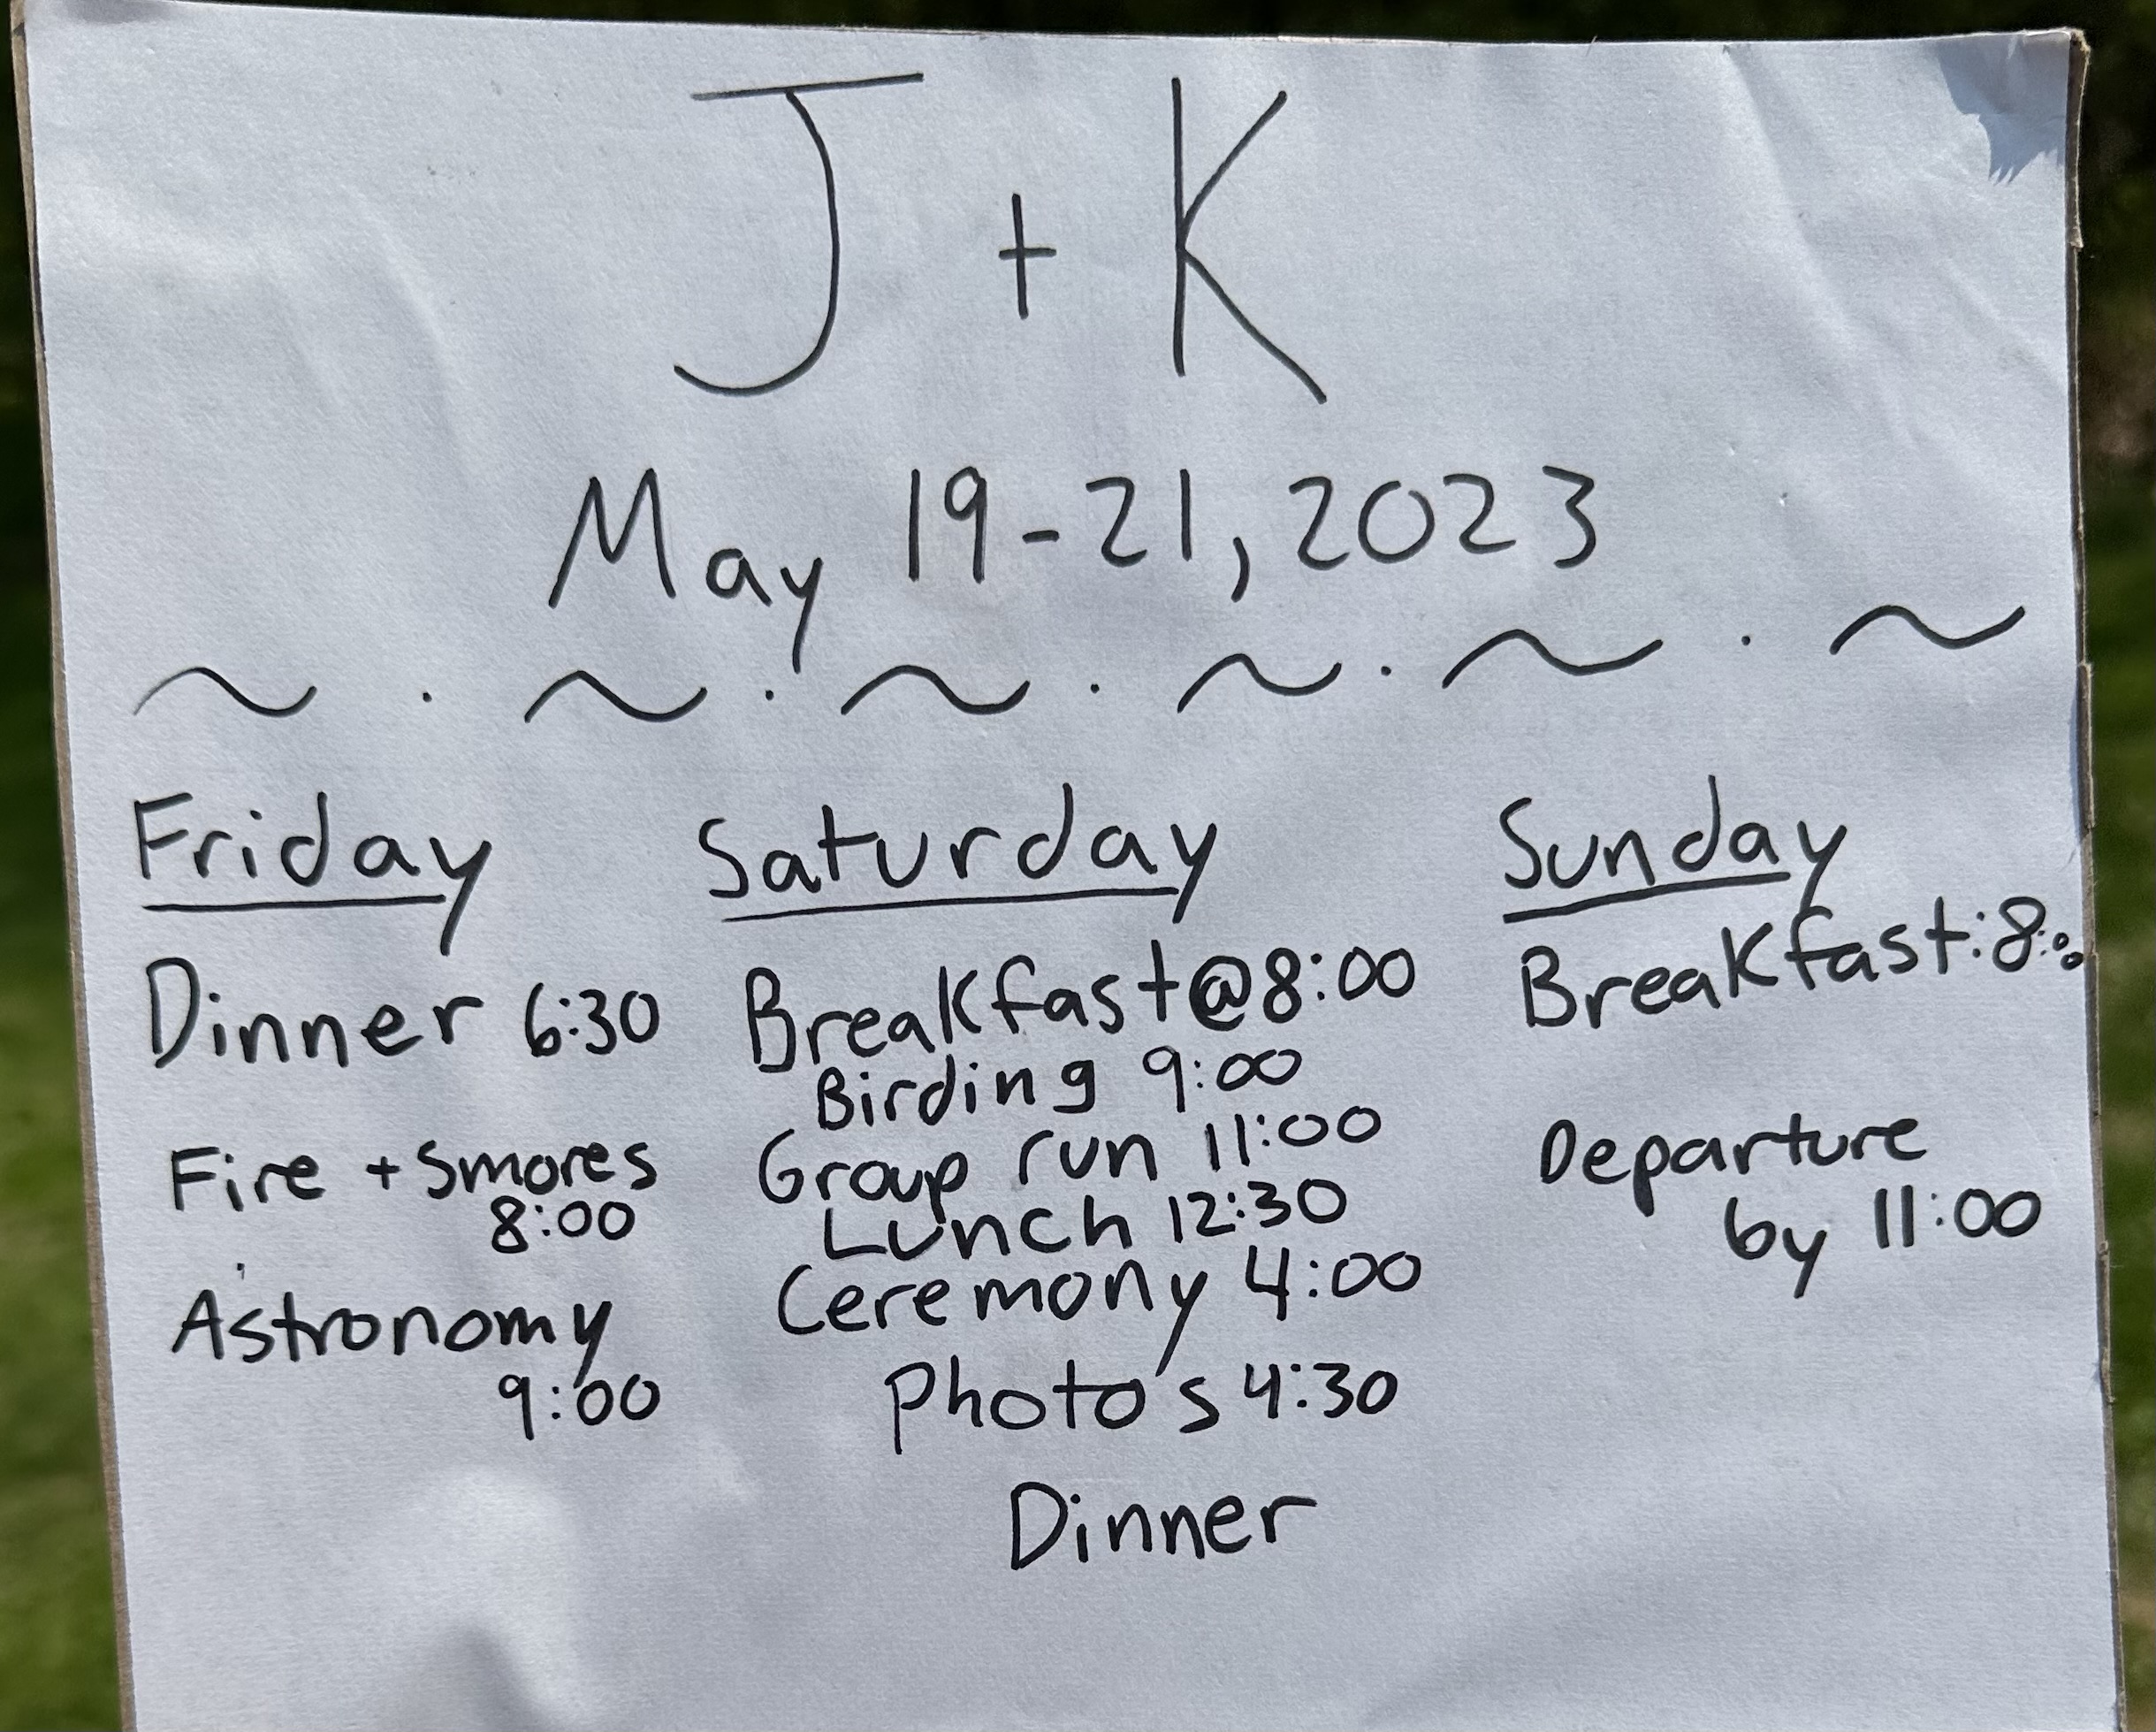 J + K
May 19-21, 2023
~ . ~ . ~ . ~ . ~ . ~
Friday
Dinner 6:30
Fire + Smores
8:00
Astronomy
9:00
Saturday
Breakfast@8:00
Birding 9:00
Group run 11:00
Lunch 12:30
Ceremony 4:00
Photo's 4:30
Dinner
Sunday
Breakfast:8:00
Departure
by 11:00